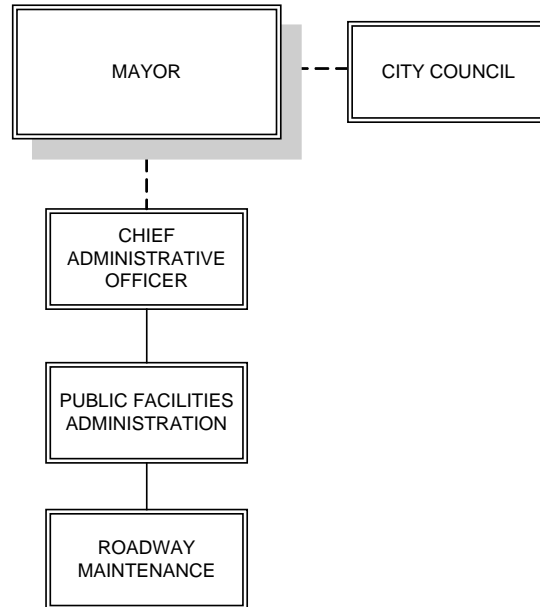 MAYOR
CITY COUNCIL
CHIEF
ADMINISTRATIVE
OFFICER
PUBLIC FACILITIES
ADMINISTRATION
ROADWAY
MAINTENANCE